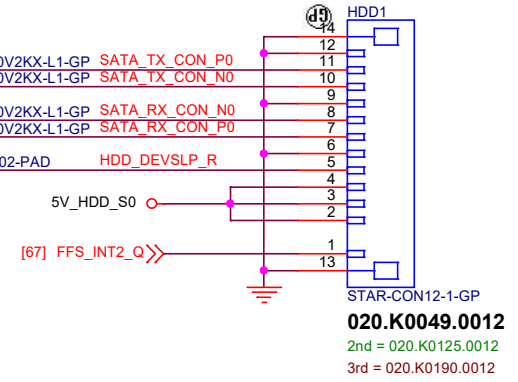 GP
HDD1
14
12
0V2KX-L1-GP SATA_TX_CON_P0 11
0V2KX-L1-GP SATA_TX_CON_N0 10
9
0V2KX-L1-GP SATA_RX_CON_N0 8
0V2KX-L1-GP SATA_RX_CON_P0 7
6
02-PAD HDD_DEVSLP_R 5
4
5V_HDD_S0 3
2
[67] FFS_INT2_Q 1
13
STAR-CON12-1-GP
020.K0049.0012
2nd = 020.K0125.0012
3rd = 020.K0190.0012